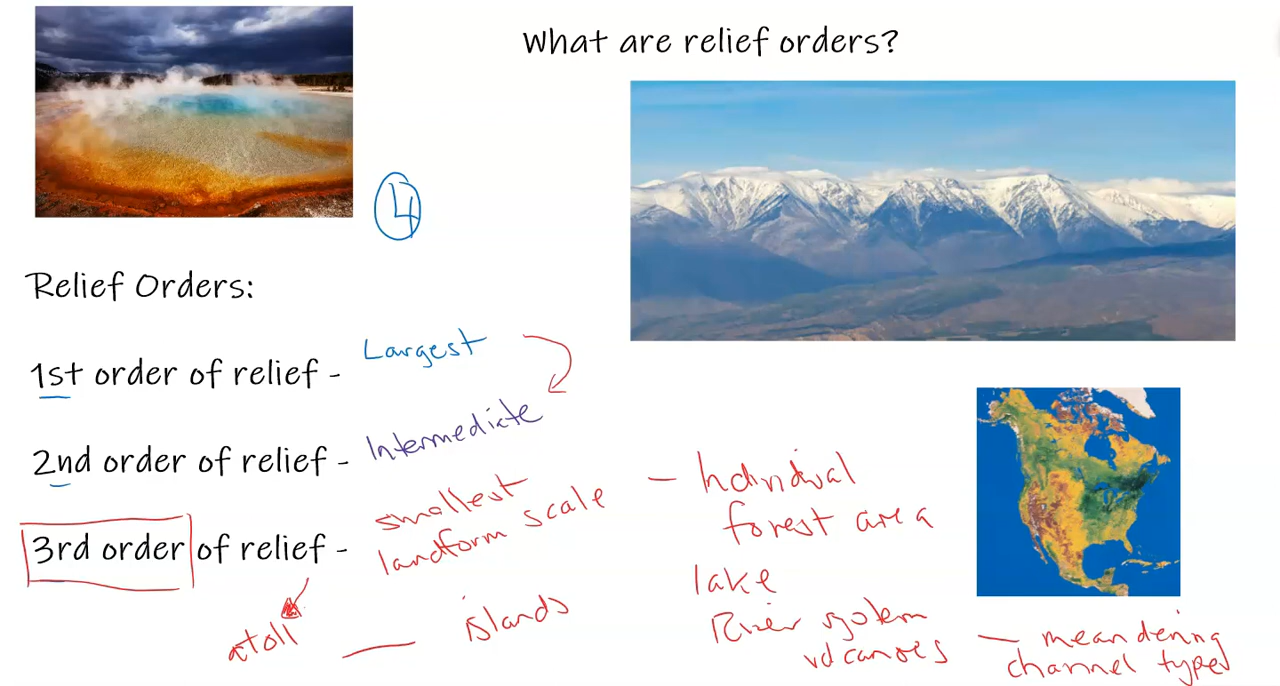 What are relief orders?
4
Relief Orders:
1st order of relief - Largest
2nd order of relief - Intermediate
3rd order of relief - smallest
landform scale
- Individual
forest area
lake
River system
volcanoes
- meandering
channel types
atoll
islands